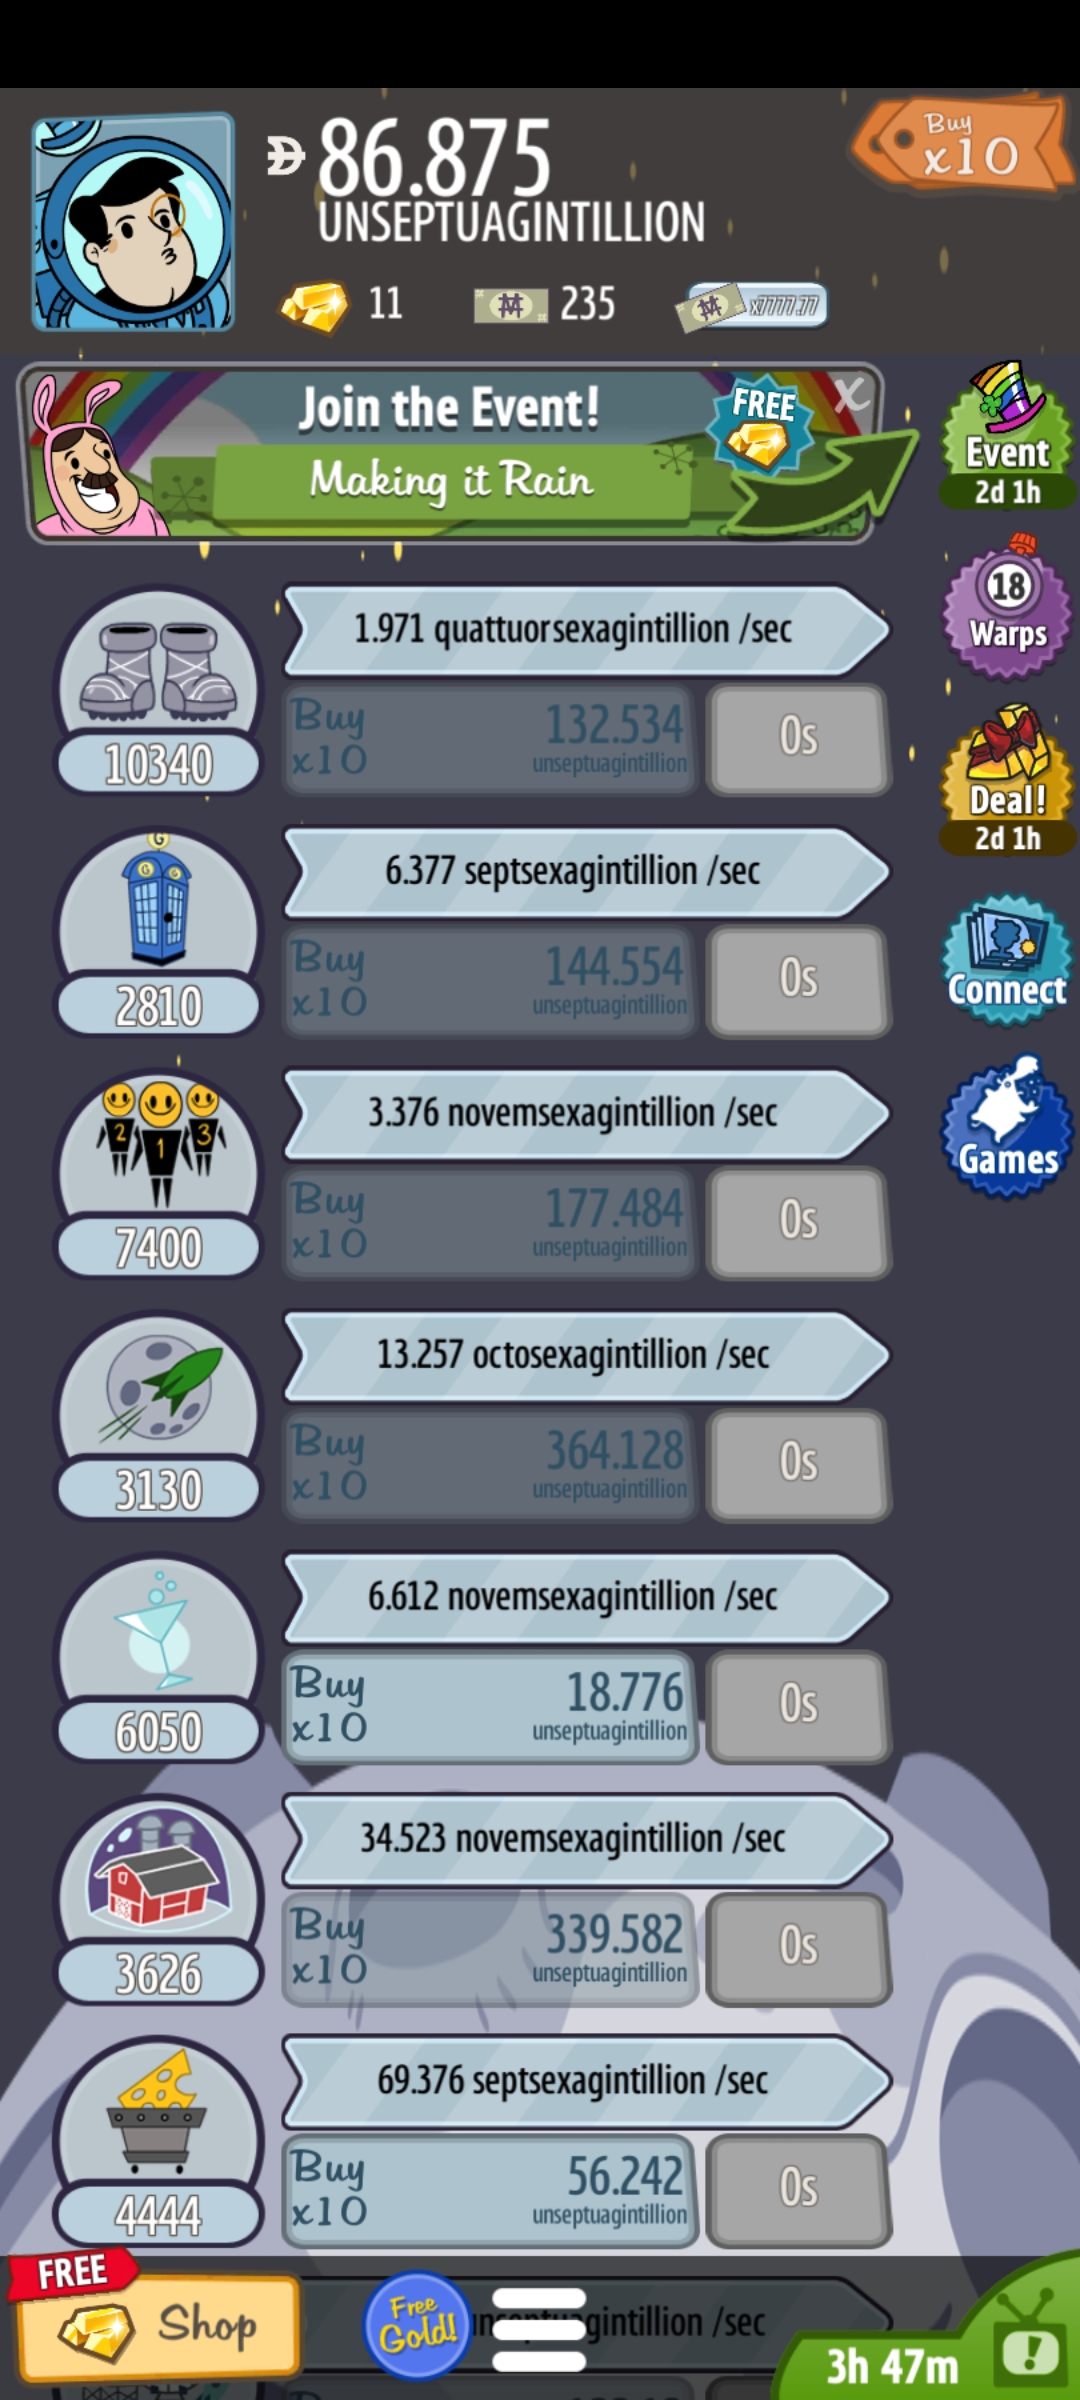 86.875
UNSEPTUAGINTILLION
Buy
x10
11
235
x7777.77
Join the Event!
Making it Rain
FREE
X
Event
2d 1h
18
Warps
Deal!
2d 1h
Connect
Games
1.971 quattuorsexagintillion /sec
10340
Buy
x10
132.534
unseptuagintillion
0s
G
G G
6.377 septsexagintillion /sec
2810
Buy
x10
144.554
unseptuagintillion
0s
2 1 3
3.376 novemsexagintillion /sec
7400
Buy
x10
177.484
unseptuagintillion
0s
13.257 octosexagintillion /sec
3130
Buy
x10
364.128
unseptuagintillion
0s
6.612 novemsexagintillion /sec
6050
Buy
x10
18.776
unseptuagintillion
0s
34.523 novemsexagintillion /sec
3626
Buy
x10
339.582
unseptuagintillion
0s
69.376 septsexagintillion /sec
4444
Buy
x10
56.242
unseptuagintillion
0s
FREE
Shop
Free
Gold!
/sec
3h 47m
!